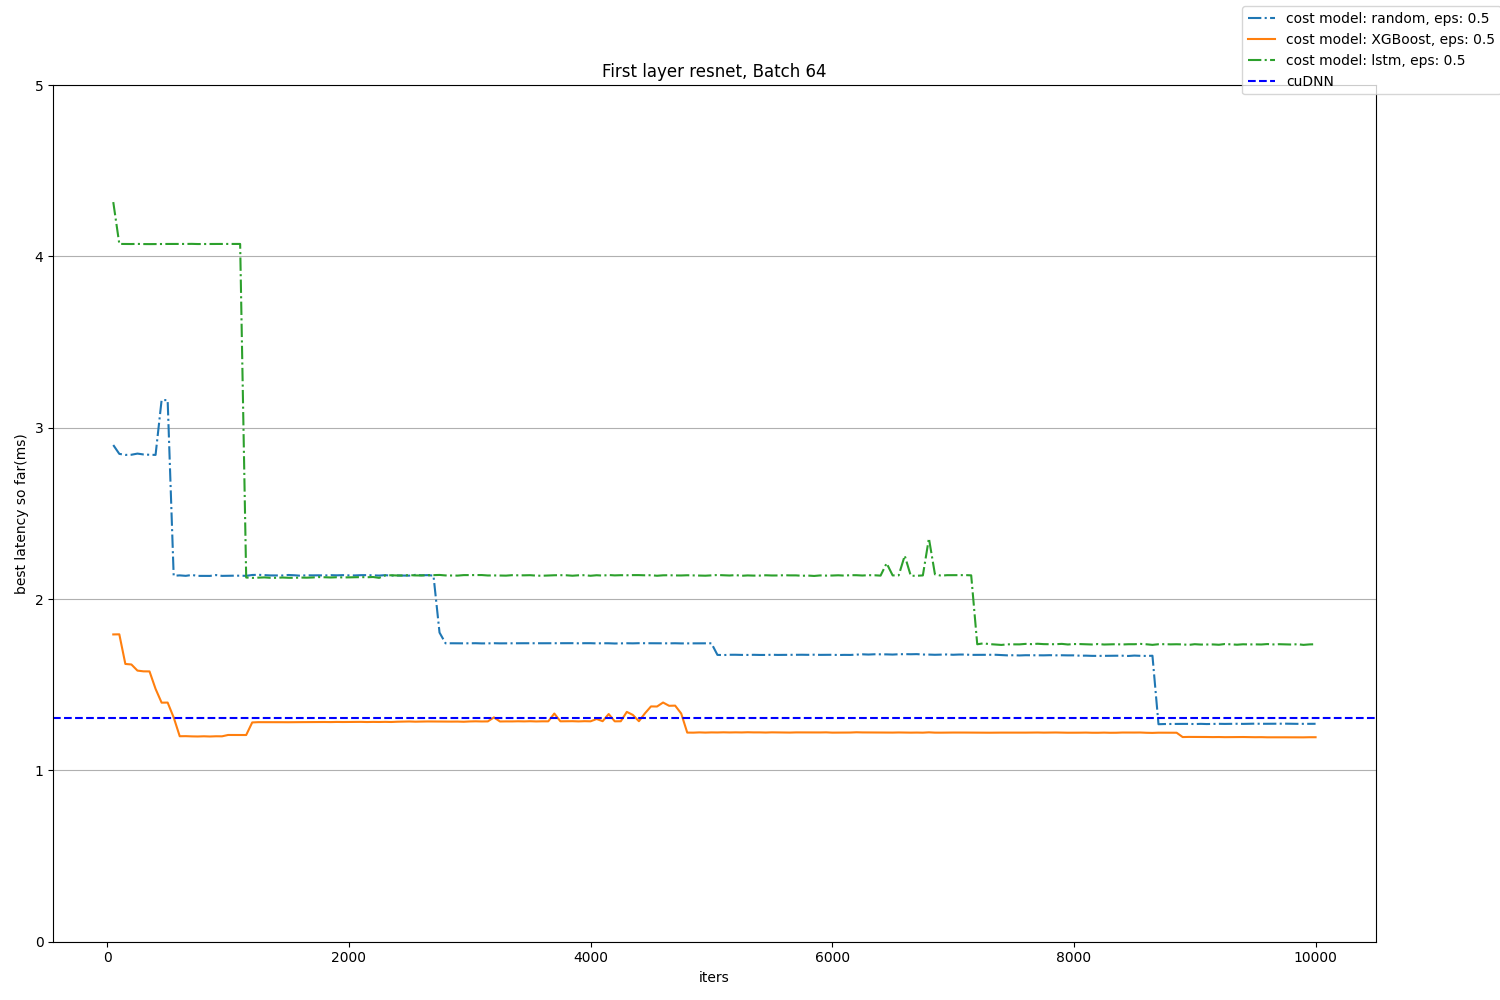 cost model: random, eps: 0.5
cost model: XGBoost, eps: 0.5
cost model: lstm, eps: 0.5
cuDNN
First layer resnet, Batch 64
5
4
3
2
1
0
best latency so far(ms)
0 2000 4000 6000 8000 10000
iters